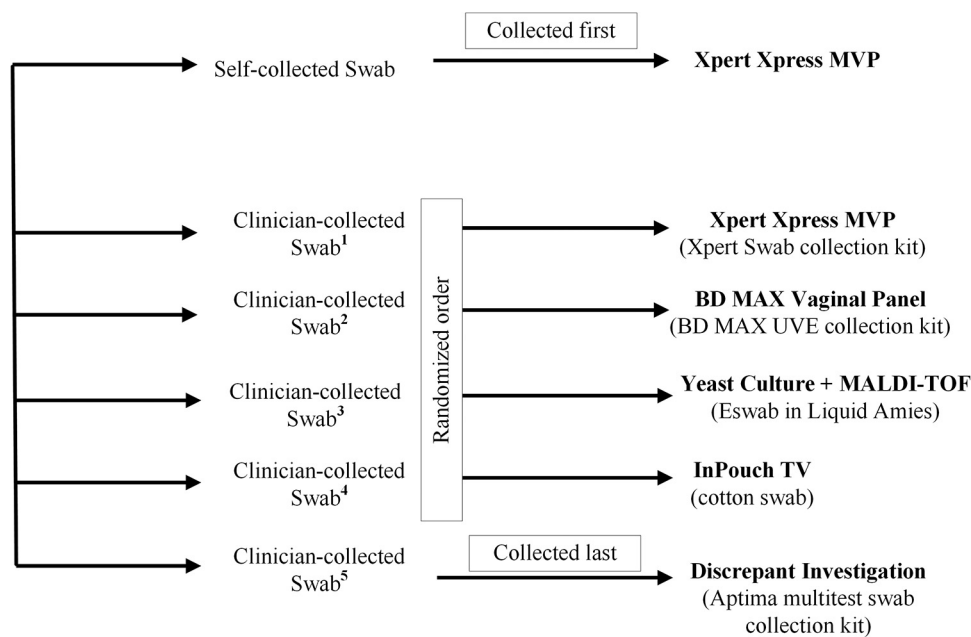 Collected first
Self-collected Swab
Xpert Xpress MVP
Clinician-collected
Swab1
Xpert Xpress MVP
(Xpert Swab collection kit)
Clinician-collected
Swab2
BD MAX Vaginal Panel
(BD MAX UVE collection kit)
Randomized order
Clinician-collected
Swab3
Yeast Culture + MALDI-TOF
(Eswab in Liquid Amies)
Clinician-collected
Swab4
InPouch TV
(cotton swab)
Clinician-collected
Swab5
Collected last
Discrepant Investigation
(Aptima multitest swab
collection kit)